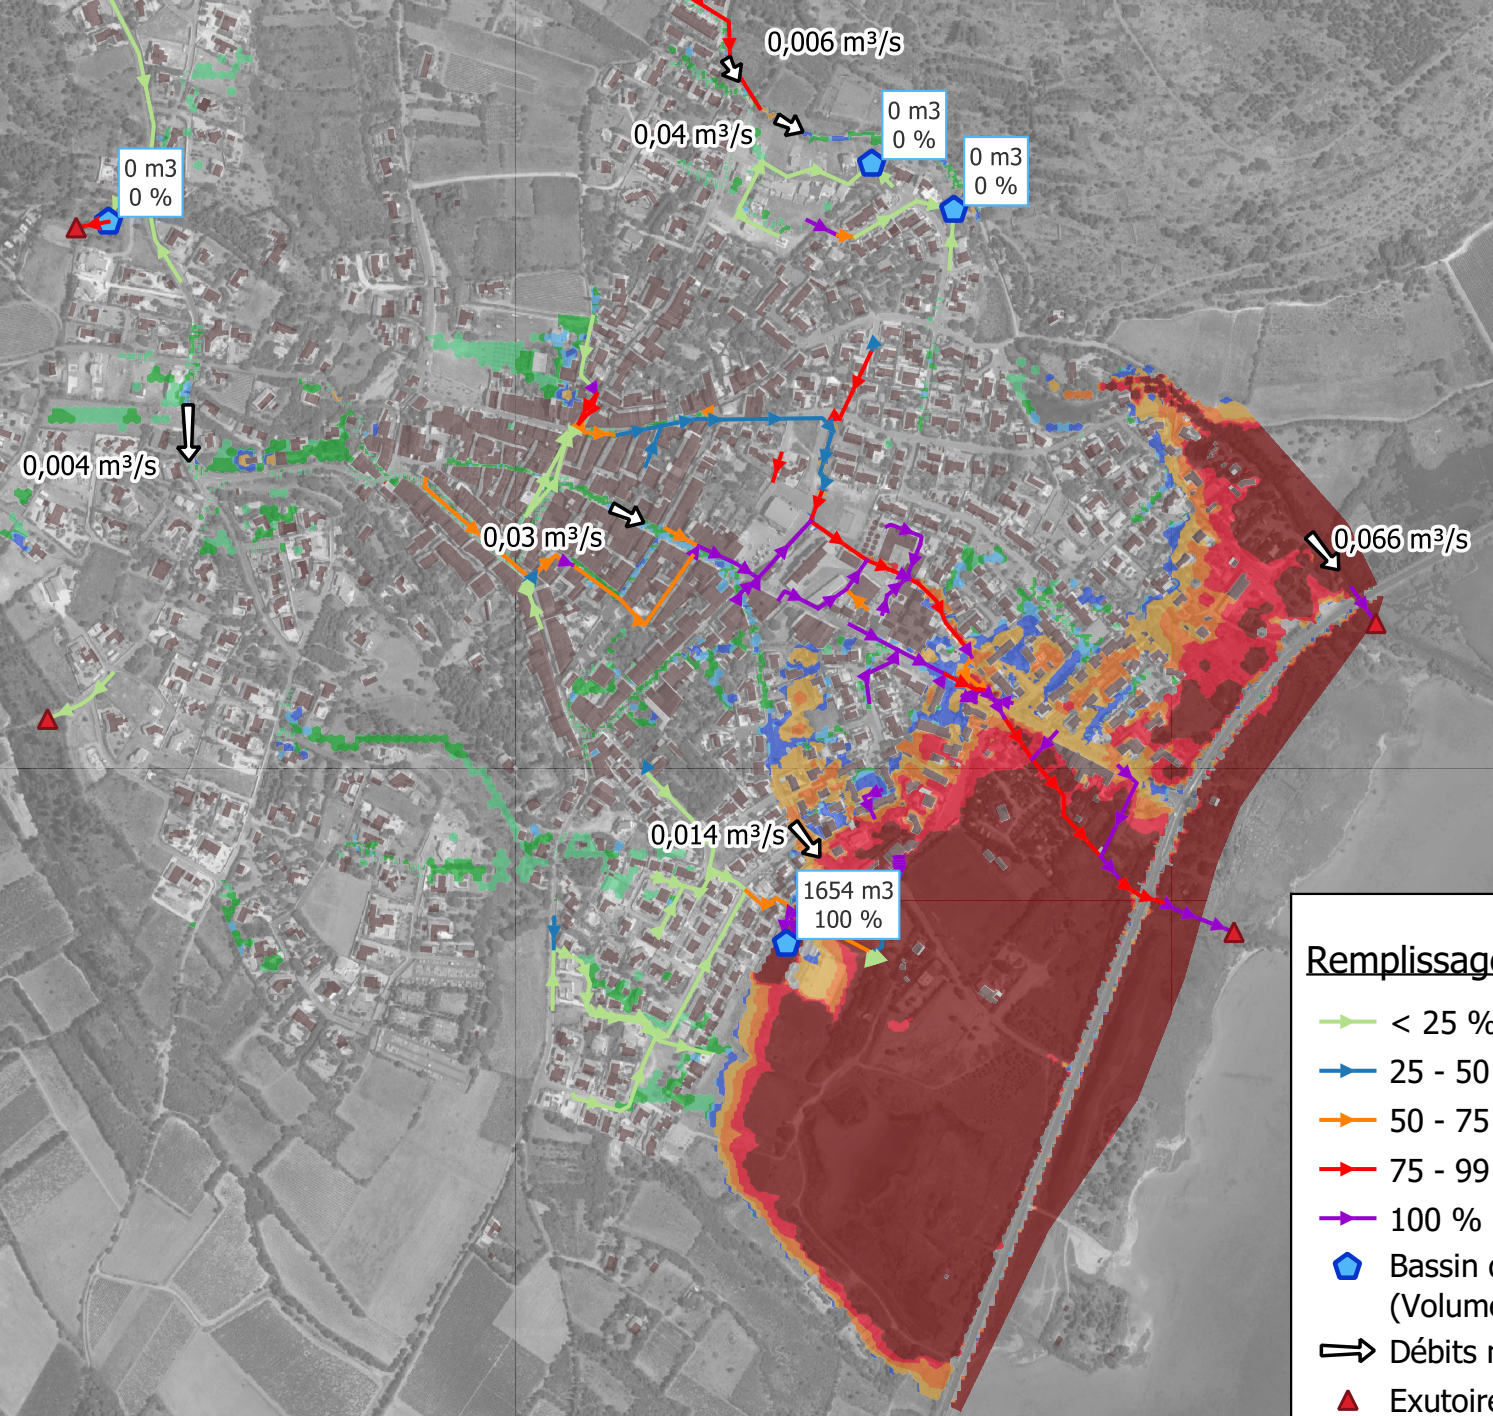 0,006 m³/s
0 m3
0 %
0,04 m³/s
0 m3
0 %
0 m3
0 %
0,004 m³/s
0,03 m³/s
0,066 m³/s
0,014 m³/s
1654 m3
100 %
Remplissage
< 25 %
25 - 50
50 - 75
75 - 99
100 %
Bassin
(Volume
Débits
Exutoire